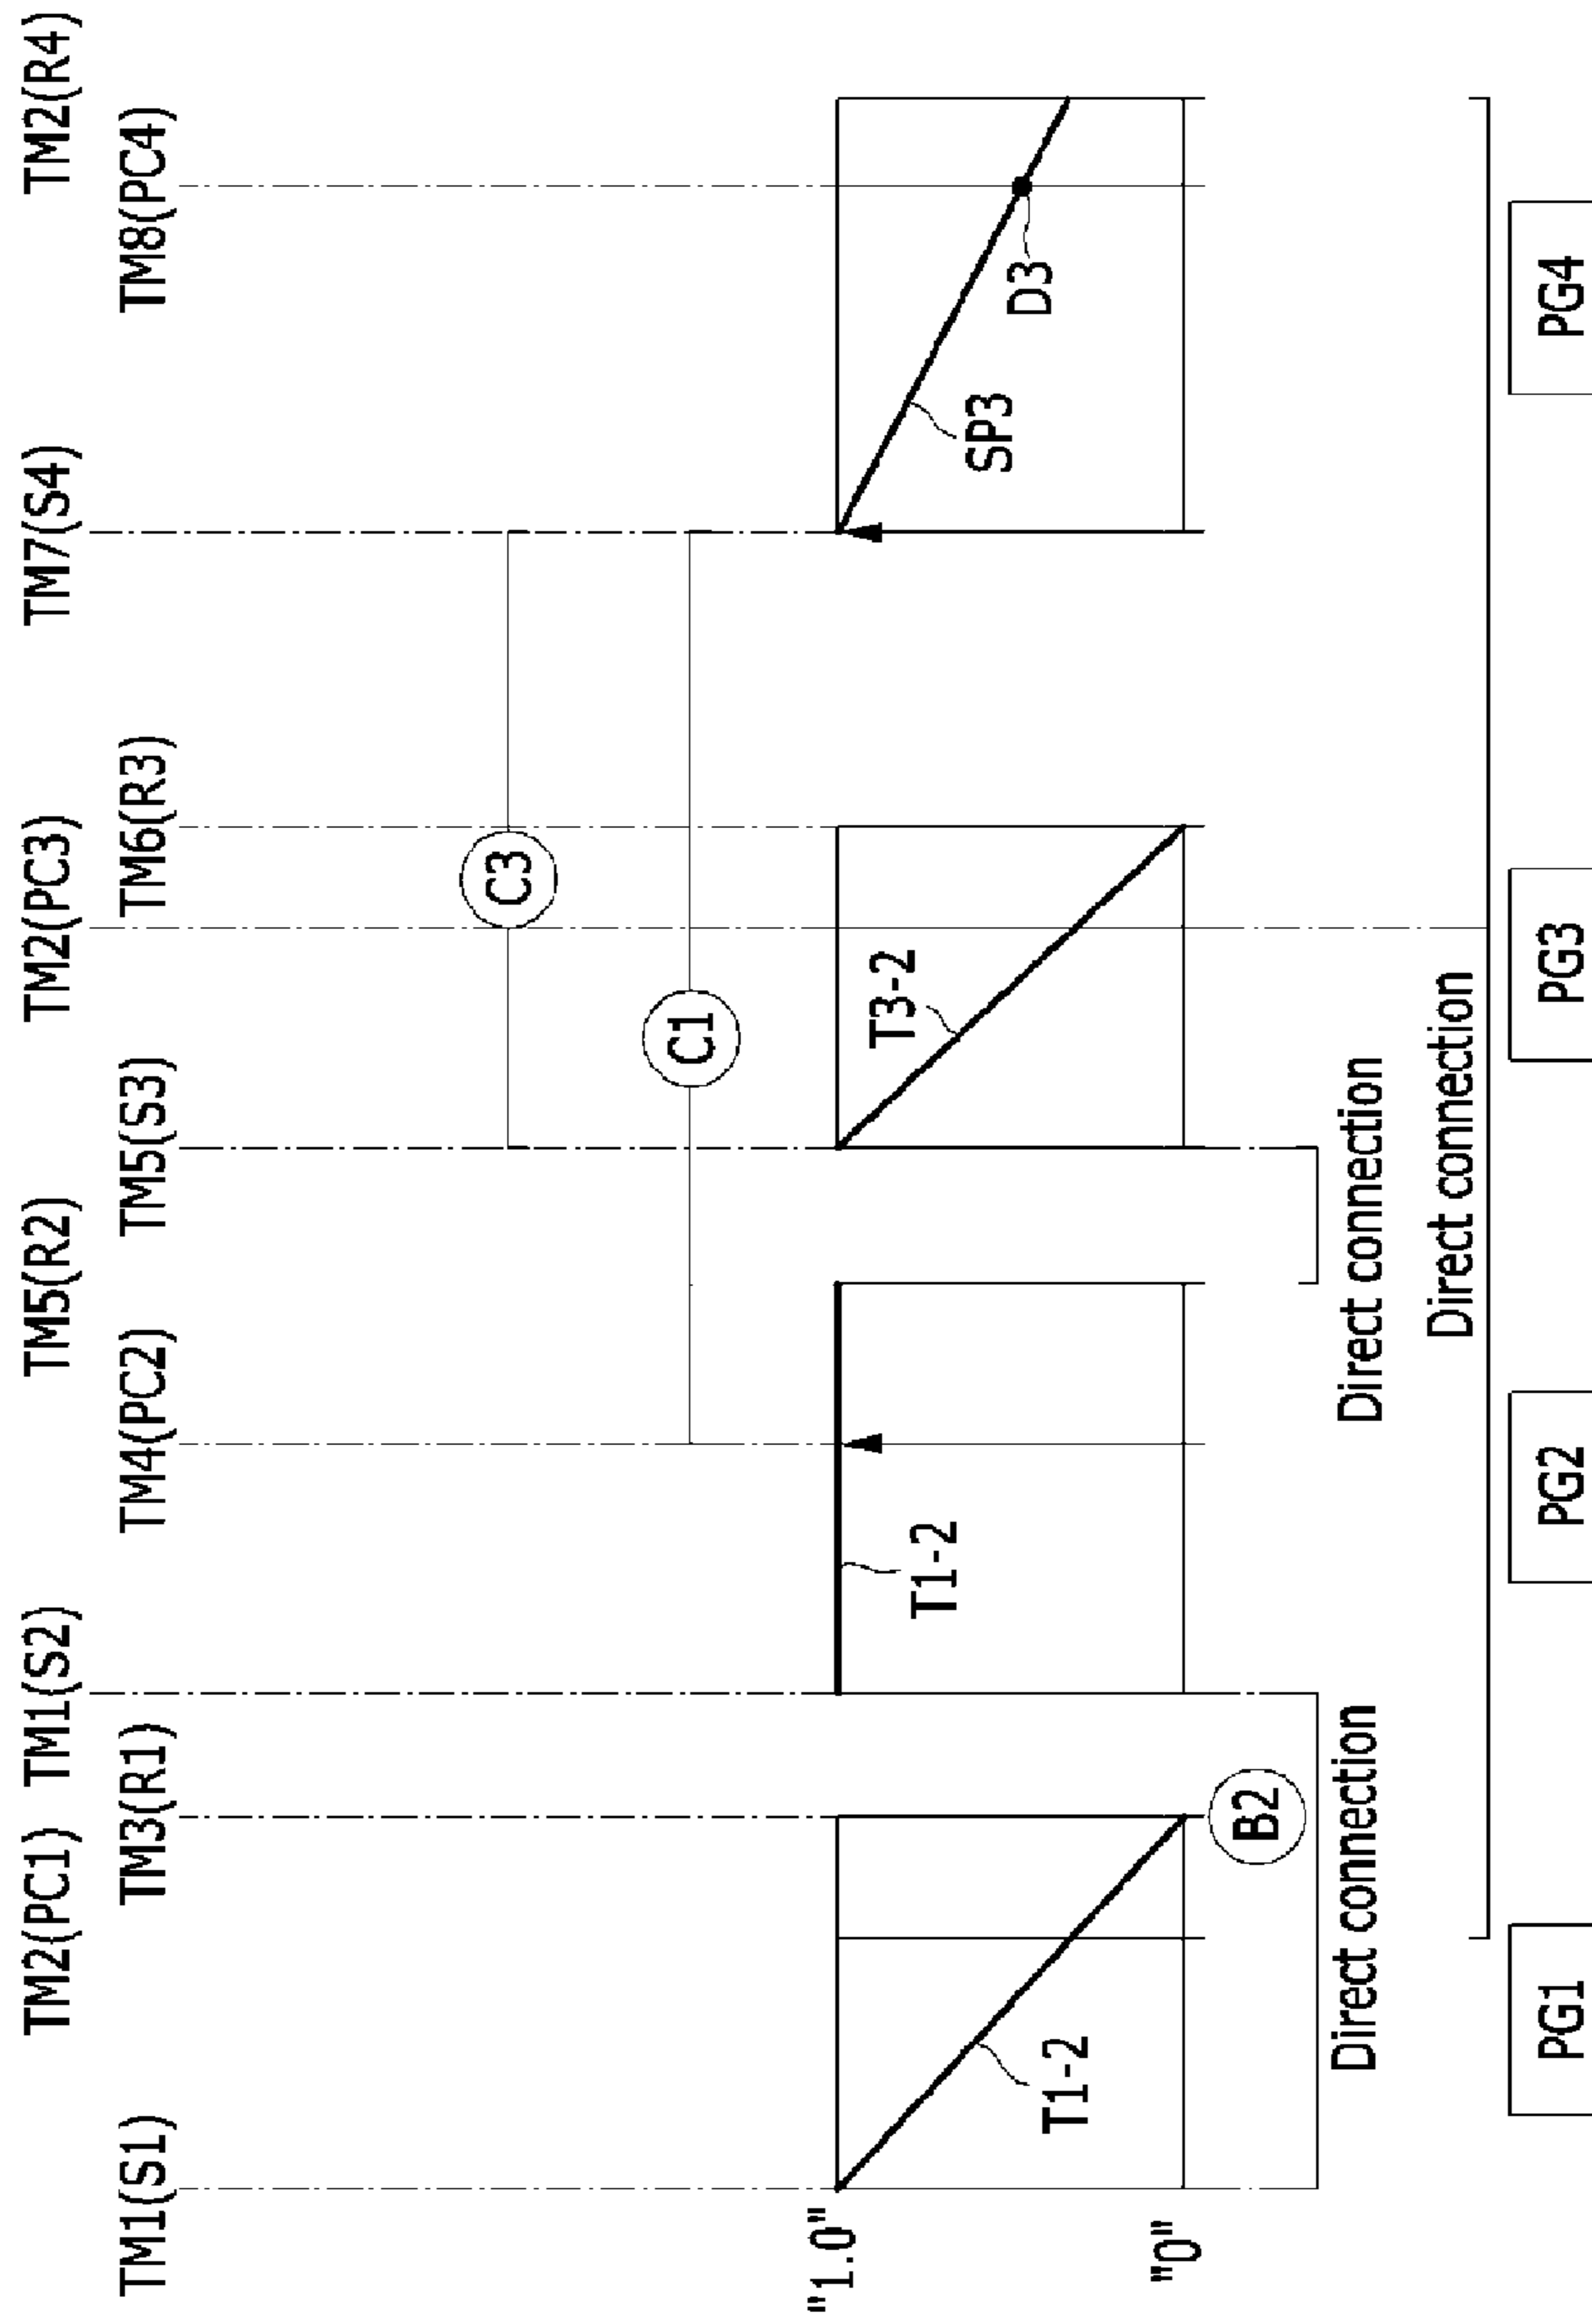 TM2(PC1) TM1(S2) TM5(R2) TM2(PC3) TM7(S4) TM2(R4)
TM1(S1) TM3(R1) TM4(PC2) TM5(S3) TM6(R3) TM8(PC4)
C3
C1
"1.0"
T3-2
T1-2
SP3
D3
T1-2
"0"
B2
Direct connection Direct connection
Direct connection
PG1 PG2 PG3 PG4